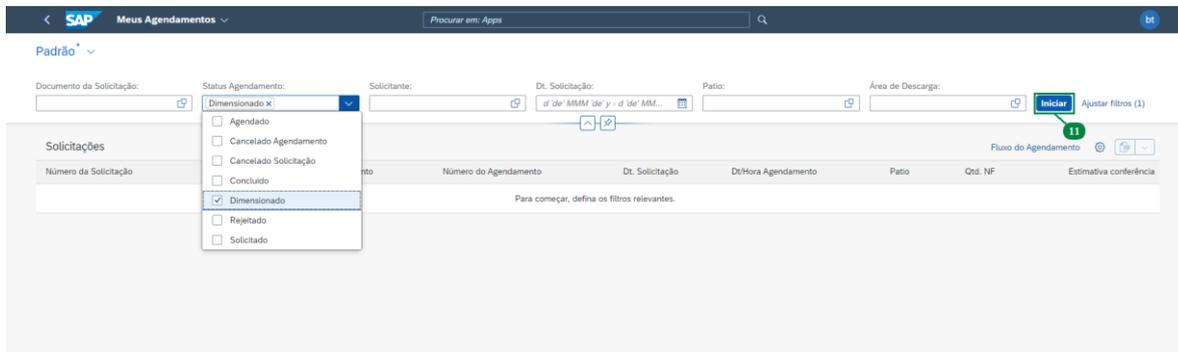 SAP Meus Agendamentos Procurar em: Apps bt
Padrão*
Documento da Solicitação: Status Agendamento: Solicitante: Dt. Solicitação: Patio: Área de Descarga:
Dimensionado x d 'de' MMM 'de' y - d 'de' MM... Iniciar Ajustar filtros (1)
Agendado
11
Cancelado Agendamento
Solicitações Fluxo do Agendamento
Cancelado Solicitação
Número da Solicitação nto Número do Agendamento Dt. Solicitação Dt/Hora Agendamento Patio Qtd. NF Estimativa conferência
Concluido
Dimensionado Para começar, defina os filtros relevantes.
Rejeitado
Solicitado